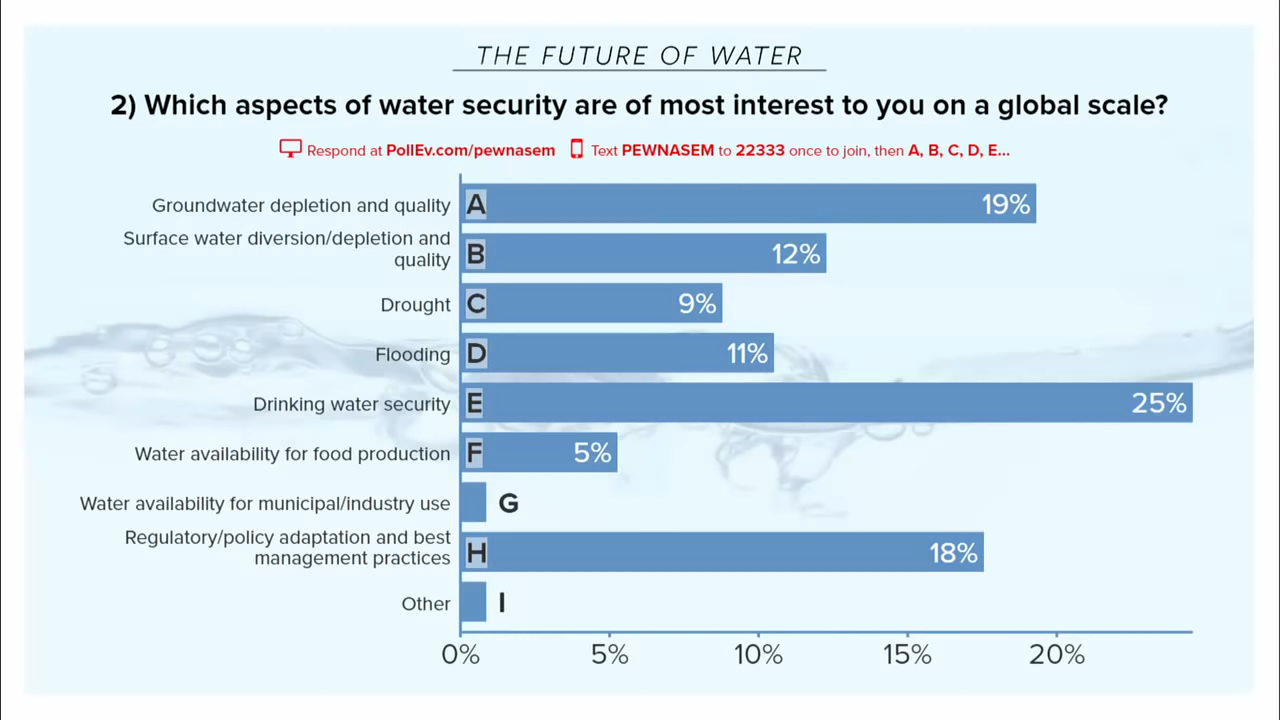 THE FUTURE OF WATER
2) Which aspects of water security are of most interest to you on a global scale?
Respond at PollEv.com/pewnasem Text PEWNASEM to 22333 once to join, then A, B, C, D, E...
Groundwater depletion and quality A 19%
Surface water diversion/depletion and
quality B 12%
Drought C 9%
Flooding D 11%
Drinking water security E 25%
Water availability for food production F 5%
Water availability for municipal/industry use G
Regulatory/policy adaptation and best
management practices H 18%
Other I
0% 5% 10% 15% 20%